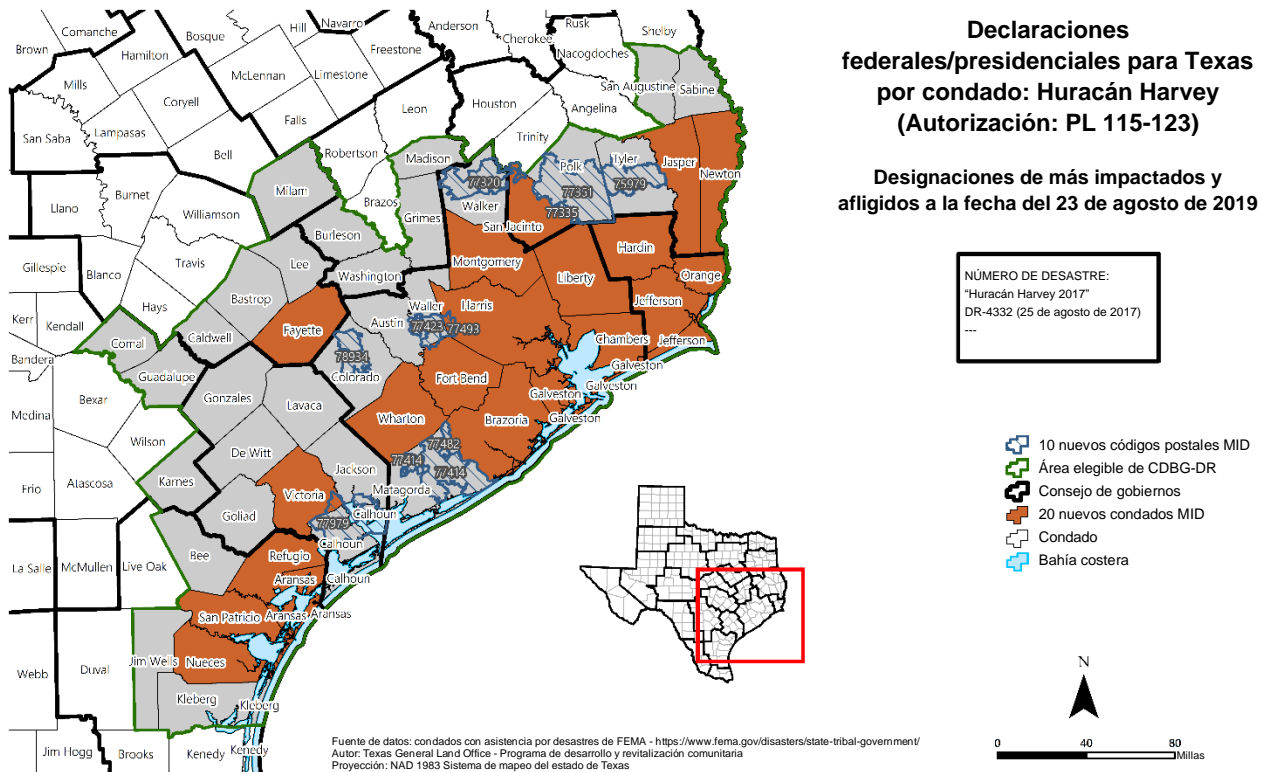 Declaraciones
federales/presidenciales para Texas
por condado: Huracán Harvey
(Autorización: PL 115-123)
Designaciones de más impactados y
afligidos a la fecha del 23 de agosto de 2019
NÚMERO DE DESASTRE:
"Huracán Harvey 2017"
DR-4332 (25 de agosto de 2017)
---
10 nuevos códigos postales MID
Área elegible de CDBG-DR
Consejo de gobiernos
20 nuevos condados MID
Condado
Bahía costera
N
0 40 80
Millas
Comanche
Hill
Navarro
Anderson
Rusk
Shelby
Brown
Hamilton
Bosque
Freestone
Cherokee
Nacogdoches
Mills
McLennan
Limestone
San Augustine
Sabine
Coryell
Leon
Houston
Angelina
San Saba
Lampasas
Falls
Trinity
Bell
Robertson
Madison
Polk
Tyler
Jasper
Newton
77320
77351
75979
Burnet
Milam
Llano
Williamson
Brazos
Walker
77335
Grimes
San Jacinto
Burleson
Hardin
Gillespie
Travis
Lee
Washington
Montgomery
Liberty
Blanco
Orange
Hays
Bastrop
Waller
Harris
Jefferson
Kerr
Kendall
Caldwell
Fayette
Austin
77423
77493
Comal
Chambers
Jefferson
Bandera
78934
Galveston
Guadalupe
Colorado
Fort Bend
Galveston
Galveston
Gonzales
Lavaca
Galveston
Medina
Bexar
Wharton
Brazoria
Wilson
77482
De Witt
77414
77414
Jackson
Frio
Atascosa
Karnes
Victoria
Matagorda
Calhoun
Goliad
77979
Calhoun
Bee
Refugio
La Salle
McMullen
Live Oak
Aransas
Calhoun
San Patricio
Aransas
Aransas
Webb
Duval
Jim Wells
Nueces
Kleberg
Kleberg
Jim Hogg
Brooks
Kenedy
Kenedy
Fuente de datos: condados con asistencia por desastres de FEMA - https://www.fema.gov/disasters/state-tribal-government/
Autor: Texas General Land Office - Programa de desarrollo y revitalización comunitaria
Proyección: NAD 1983 Sistema de mapeo del estado de Texas